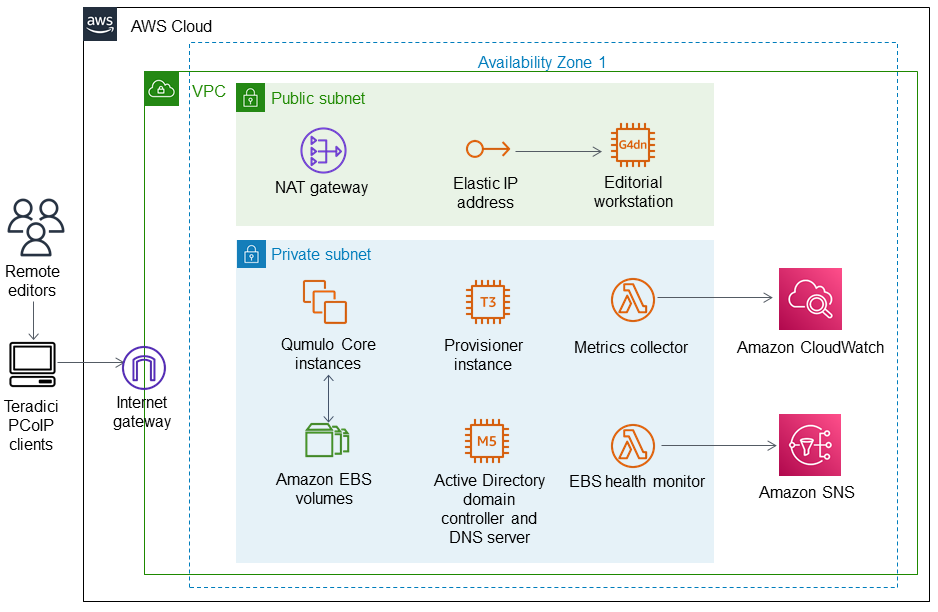 aws
AWS Cloud
Availability Zone 1
VPC
Public subnet
NAT gateway
Elastic IP
address
G4dn
Editorial
workstation
Remote
editors
Teradici
PCoIP
clients
Internet
gateway
Private subnet
Qumulo Core
instances
T3
Provisioner
instance
Metrics collector
Amazon CloudWatch
Amazon EBS
volumes
M5
Active Directory
domain
controller and
DNS server
EBS health monitor
Amazon SNS